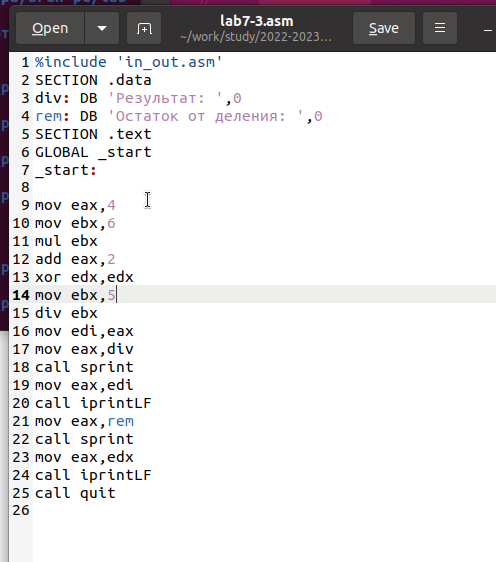 Open
lab7-3.asm
~/work/study/2022-2023...
Save
1 %include 'in_out.asm'
2 SECTION .data
3 div: DB 'Результат: ',0
4 rem: DB 'Остаток от деления: ',0
5 SECTION .text
6 GLOBAL _start
7 _start:
8
9 mov eax,4
10 mov ebx,6
11 mul ebx
12 add eax,2
13 xor edx,edx
14 mov ebx,5
15 div ebx
16 mov edi,eax
17 mov eax,div
18 call sprint
19 mov eax,edi
20 call iprintLF
21 mov eax,rem
22 call sprint
23 mov eax,edx
24 call iprintLF
25 call quit
26